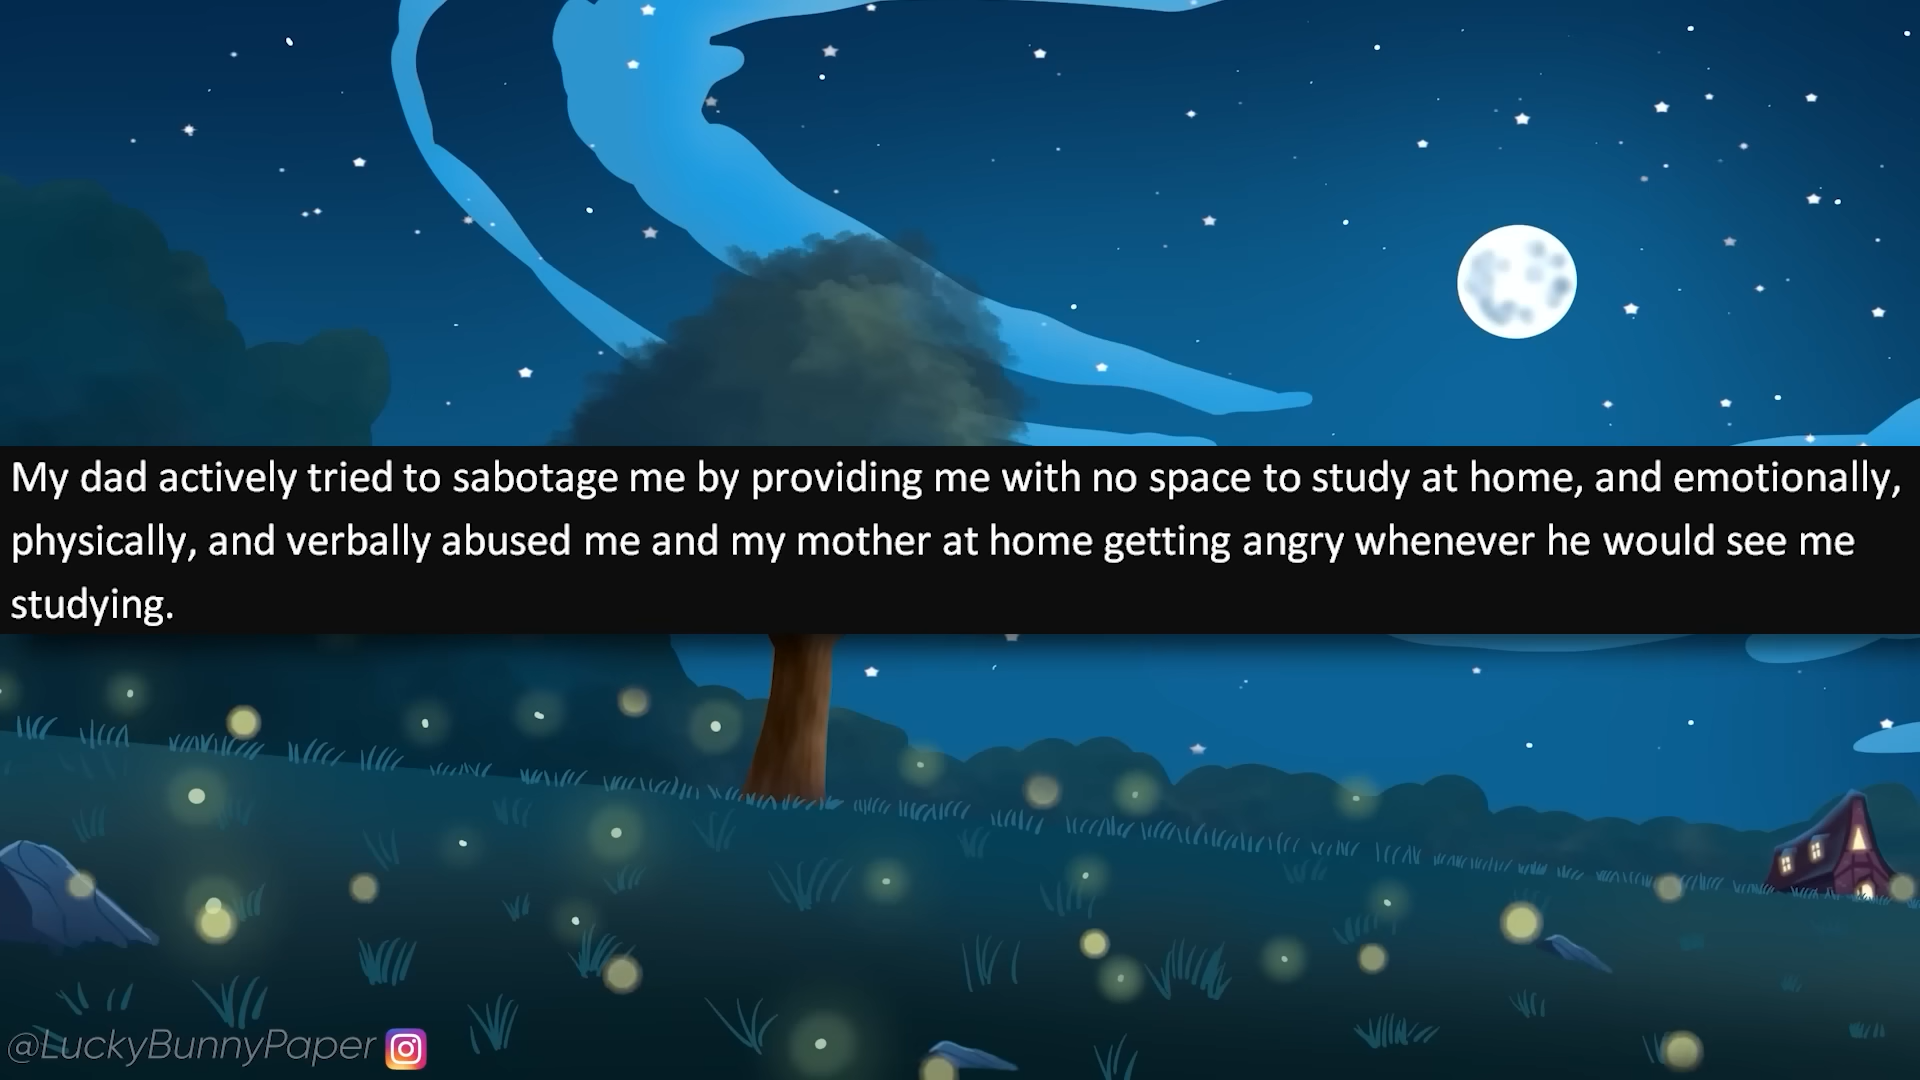 My dad actively tried to sabotage me by providing me with no space to study at home, and emotionally,
physically, and verbally abused me and my mother at home getting angry whenever he would see me
studying.
@LuckyBunnyPaper